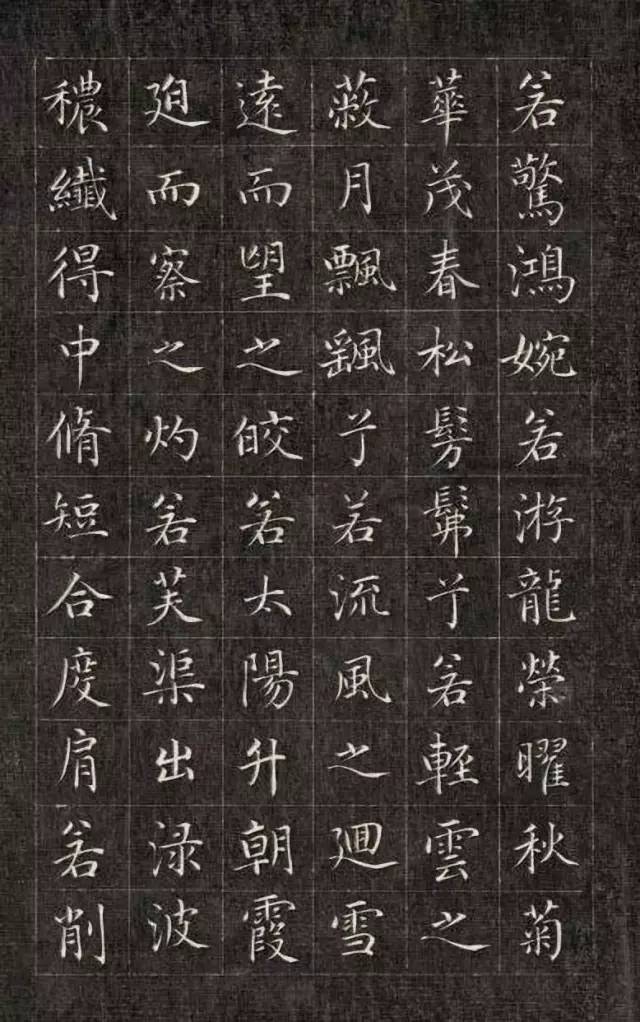 若驚鴻婉若游龍榮曜秋菊
華茂春松髣髴兮若輕雲之
蔽月飄飖兮若流風之迴雪
遠而望之皎若太陽升朝霞
迫而察之灼若芙渠出淥波
穠纖得中脩短合度肩若削